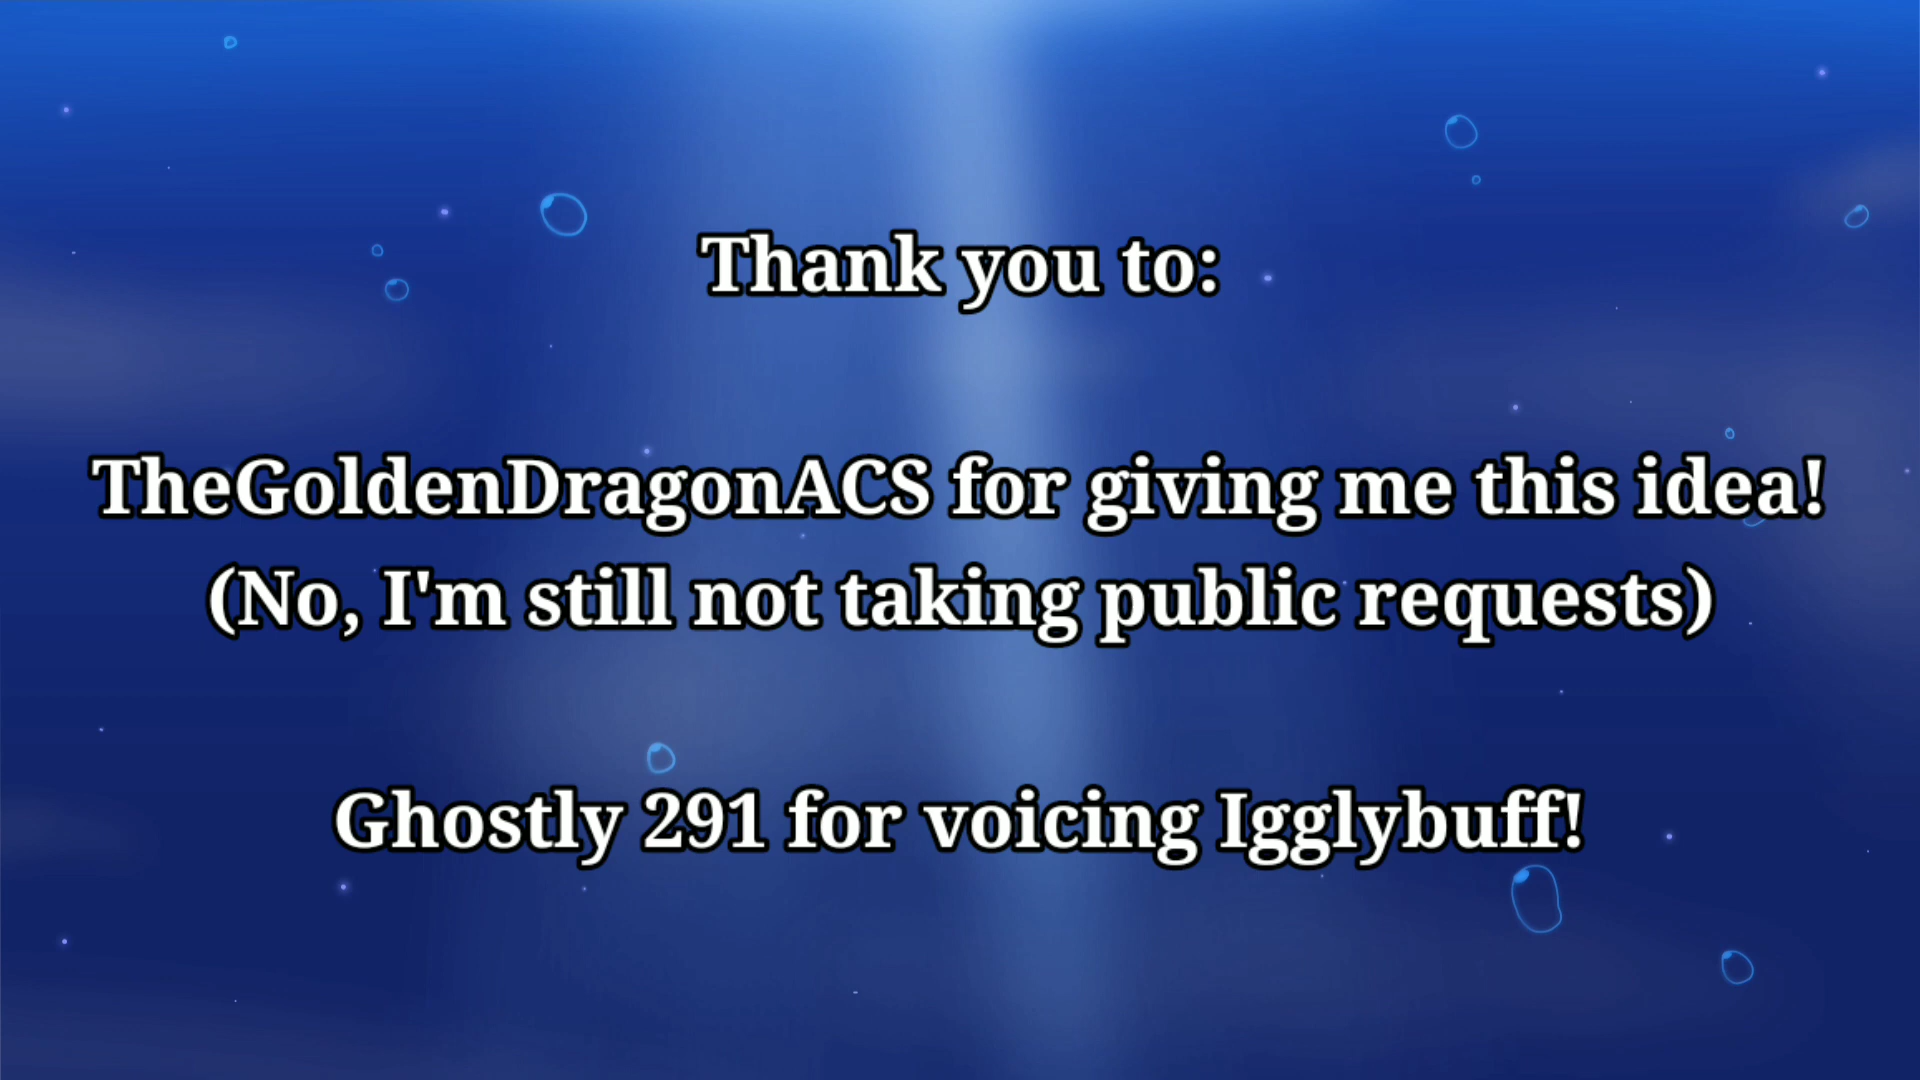 Thank you to:
TheGoldenDragonACS for giving me this idea!
(No, I'm still not taking public requests)
Ghostly 291 for voicing Igglybuff!